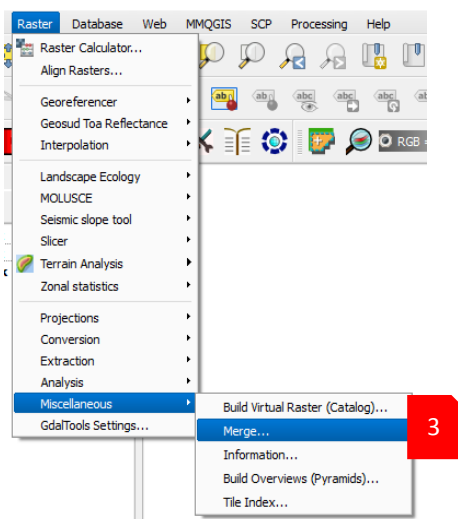 Raster Database Web MMQGIS SCP Processing Help
Raster Calculator...
Align Rasters...
Georeferencer
Geosud Toa Reflectance
Interpolation
RGB =
Landscape Ecology
MOLUSCE
Seismic slope tool
Slicer
Terrain Analysis
Zonal statistics
Projections
Conversion
Extraction
Analysis
Miscellaneous
GdalTools Settings...
Build Virtual Raster (Catalog)...
Merge...
3
Information...
Build Overviews (Pyramids)...
Tile Index...